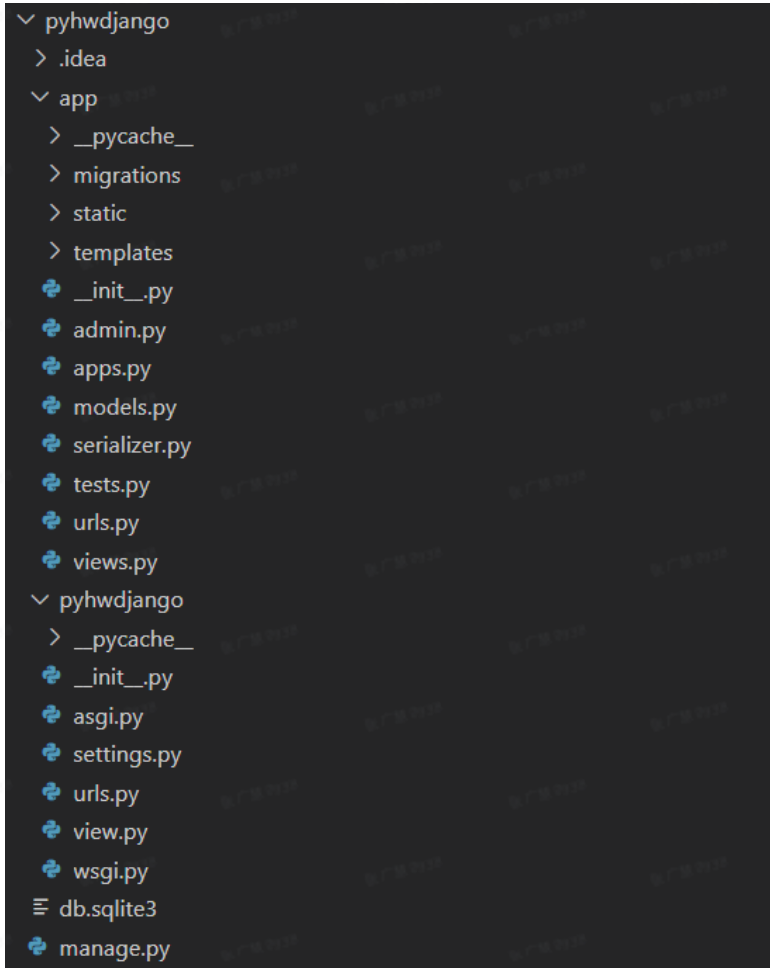 pyhwdjango
.idea
app
__pycache__
migrations
static
templates
__init__.py
admin.py
apps.py
models.py
serializer.py
tests.py
urls.py
views.py
pyhwdjango
__pycache__
__init__.py
asgi.py
settings.py
urls.py
view.py
wsgi.py
db.sqlite3
manage.py